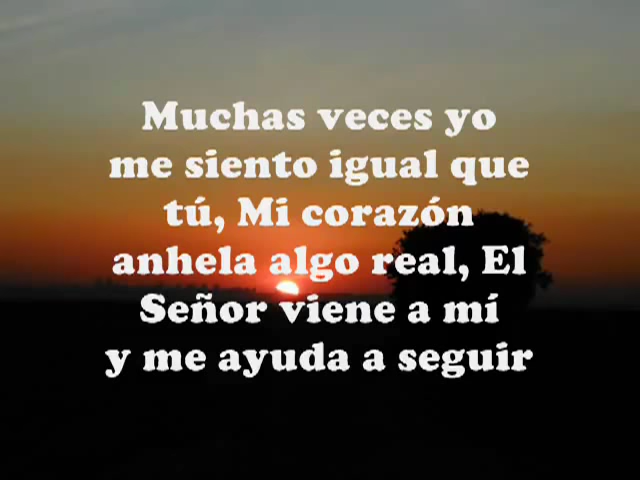 Muchas veces yo
me siento igual que
tú, Mi corazón
anhela algo real, El
Señor viene a mí
y me ayuda a seguir